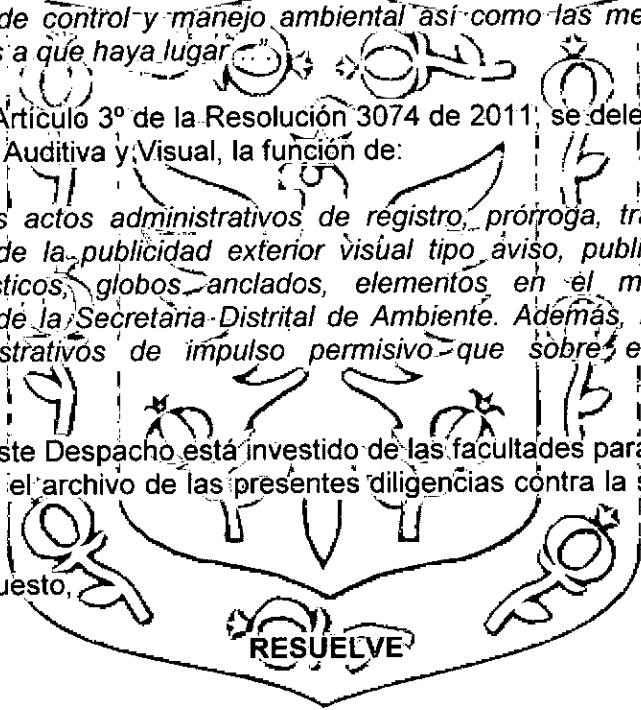 de control y manejo ambiental así como las me
s a que haya lugar..."
Artículo 3º de la Resolución 3074 de 2011, se dele
Auditiva y Visual, la función de:
s actos administrativos de registro, prórroga, tr
de la publicidad exterior visual tipo aviso, publi
sticos, globos anclados, elementos en el m
de la Secretaria Distrital de Ambiente. Además,
strativos de impulso permisivo que sobre e
ste Despacho está investido de las facultades para
el archivo de las presentes diligencias contra la s
uesto,
RESUELVE